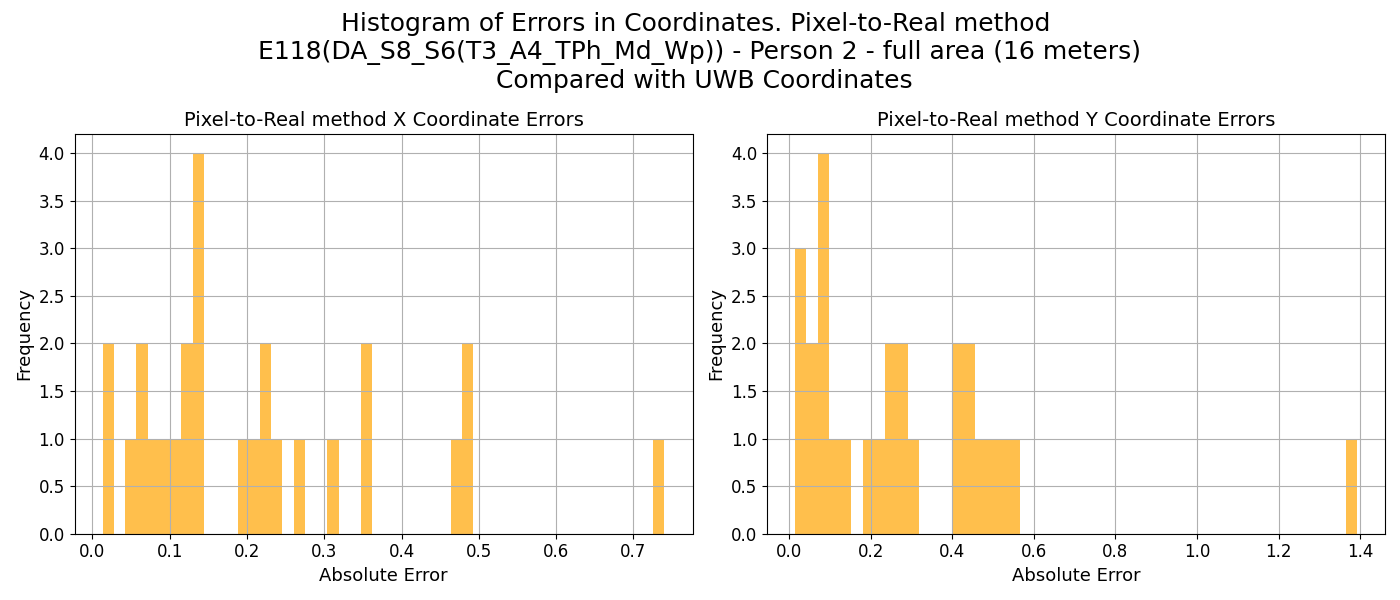 Histogram of Errors in Coordinates. Pixel-to-Real method
E118(DA_S8_S6(T3_A4_TPh_Md_Wp)) - Person 2 - full area (16 meters)
Compared with UWB Coordinates
Pixel-to-Real method X Coordinate Errors
4.0
3.5
3.0
2.5
2.0
1.5
1.0
0.5
0.0
Frequency
0.0 0.1 0.2 0.3 0.4 0.5 0.6 0.7
Absolute Error
Pixel-to-Real method Y Coordinate Errors
4.0
3.5
3.0
2.5
2.0
1.5
1.0
0.5
0.0
Frequency
0.0 0.2 0.4 0.6 0.8 1.0 1.2 1.4
Absolute Error